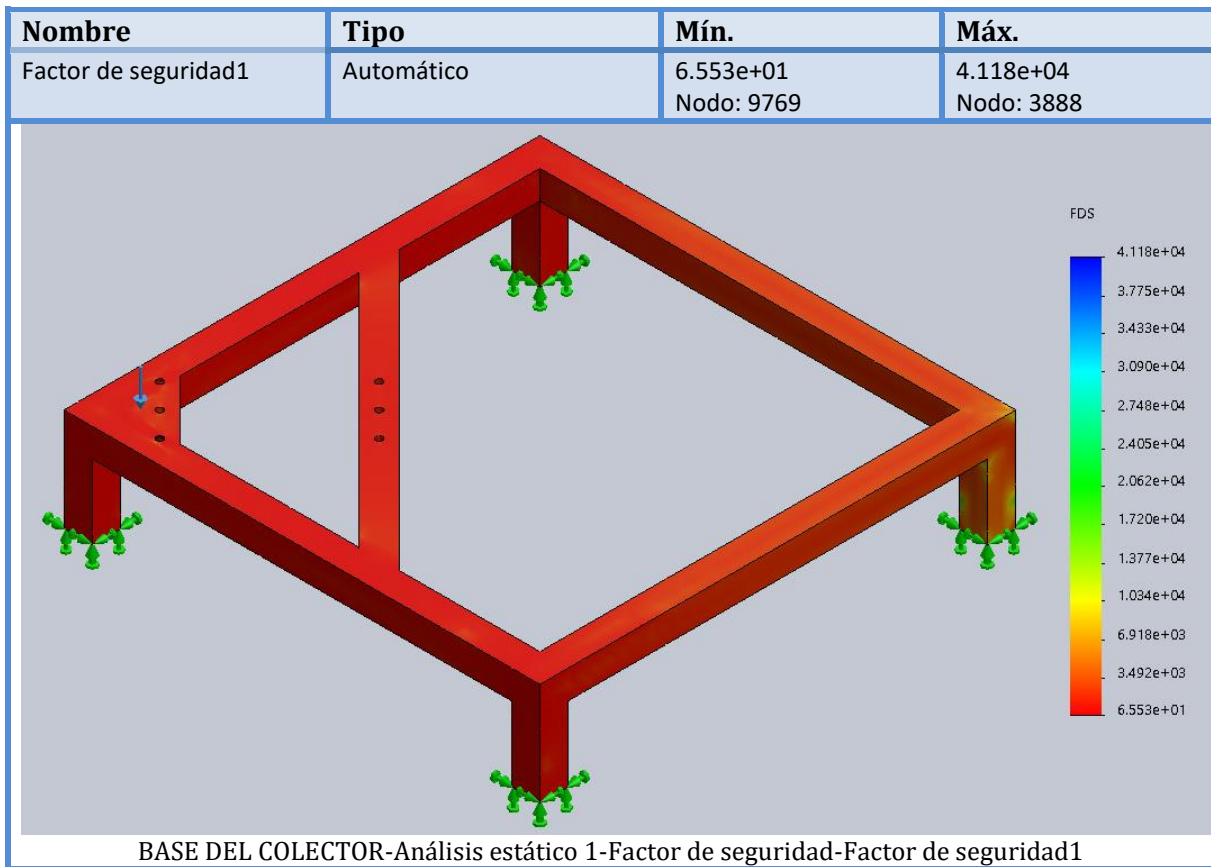 Nombre Tipo Mín. Máx.
Factor de seguridad1 Automático 6.553e+01 4.118e+04
Nodo: 9769 Nodo: 3888
FDS
4.118e+04
3.775e+04
3.433e+04
3.090e+04
2.748e+04
2.405e+04
2.062e+04
1.720e+04
1.377e+04
1.034e+04
6.918e+03
3.492e+03
6.553e+01
BASE DEL COLECTOR-Análisis estático 1-Factor de seguridad-Factor de seguridad1